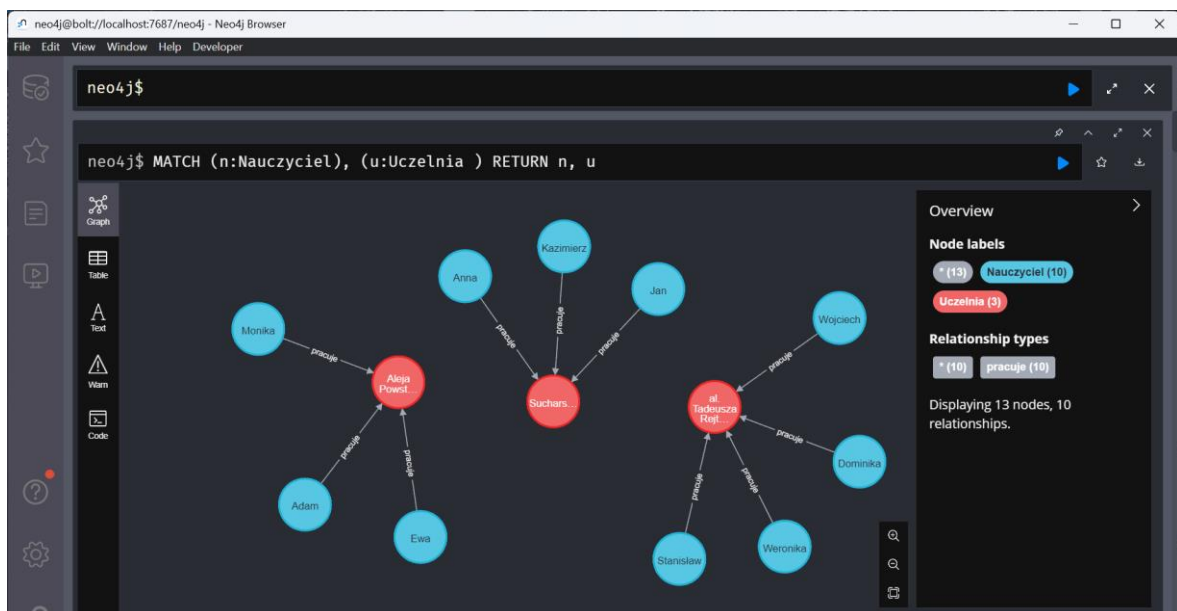 neo4j@bolt://localhost:7687/neo4j - Neo4j Browser
File Edit View Window Help Developer
neo4j$
neo4j$ MATCH (n:Nauczyciel), (u:Uczelnia ) RETURN n, u
Graph
Table
Text
Warn
Code
Kazimierz
Anna
Jan
Monika
Wojciech
pracuje
pracuje
pracuje
pracuje
pracuje
Aleja
Powst...
Suchars...
al.
Tadeusza
Rejt...
pracuje
pracuje
pracuje
pracuje
pracuje
Dominika
Adam
Ewa
Stanisław
Weronika
Overview
Node labels
* (13)
Nauczyciel (10)
Uczelnia (3)
Relationship types
* (10)
pracuje (10)
Displaying 13 nodes, 10
relationships.